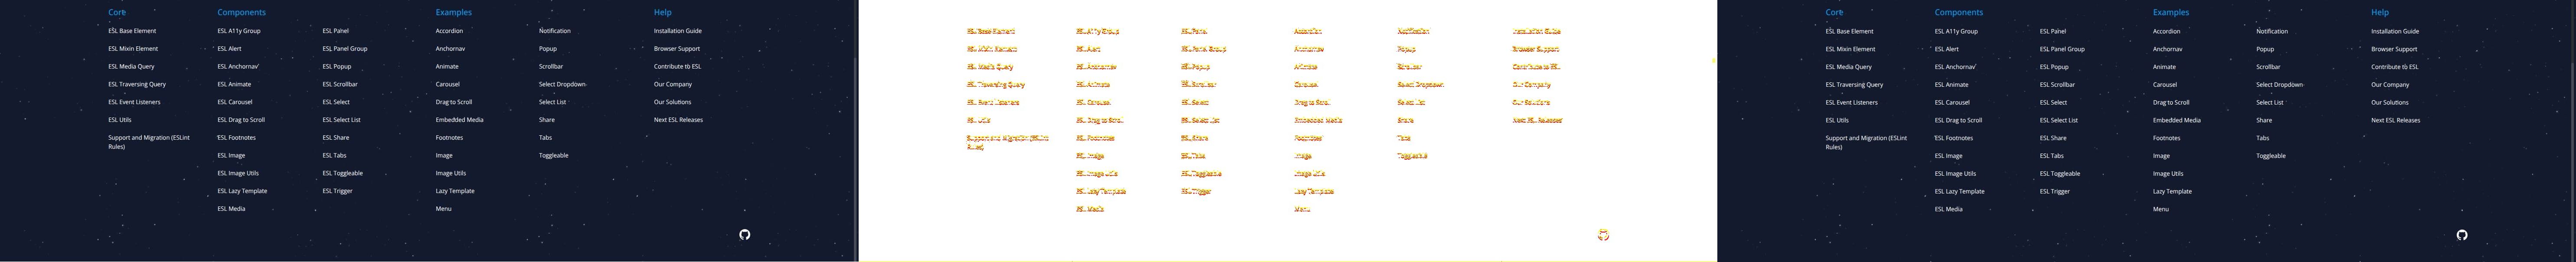 Core
ESL Base Element
ESL Mixin Element
ESL Media Query
ESL Traversing Query
ESL Event Listeners
ESL Utils
Support and Migration (ESLint
Rules)
Components
ESL A11y Group
ESL Alert
ESL Anchornav
ESL Animate
ESL Carousel
ESL Drag to Scroll
ESL Footnotes
ESL Image
ESL Image Utils
ESL Lazy Template
ESL Media
ESL Panel
ESL Panel Group
ESL Popup
ESL Scrollbar
ESL Select
ESL Select List
ESL Share
ESL Tabs
ESL Toggleable
ESL Trigger
Examples
Accordion
Anchornav
Animate
Carousel
Drag to Scroll
Embedded Media
Footnotes
Image
Image Utils
Lazy Template
Menu
Notification
Popup
Scrollbar
Select Dropdown
Select List
Share
Tabs
Toggleable
Help
Installation Guide
Browser Support
Contribute to ESL
Our Company
Our Solutions
Next ESL Releases
ESL Base Element
ESL Mixin Element
ESL Media Query
ESL Traversing Query
ESL Event Listeners
ESL Utils
Support and Migration (ESLint
Rules)
ESL A11y Group
ESL Alert
ESL Anchornav
ESL Animate
ESL Carousel
ESL Drag to Scroll
ESL Footnotes
ESL Image
ESL Image Utils
ESL Lazy Template
ESL Media
ESL Panel
ESL Panel Group
ESL Popup
ESL Scrollbar
ESL Select
ESL Select List
ESL Share
ESL Tabs
ESL Toggleable
ESL Trigger
Accordion
Anchornav
Animate
Carousel
Drag to Scroll
Embedded Media
Footnotes
Image
Image Utils
Lazy Template
Menu
Notification
Popup
Scrollbar
Select Dropdown
Select List
Share
Tabs
Toggleable
Installation Guide
Browser Support
Contribute to ESL
Our Company
Our Solutions
Next ESL Releases
Core
ESL Base Element
ESL Mixin Element
ESL Media Query
ESL Traversing Query
ESL Event Listeners
ESL Utils
Support and Migration (ESLint
Rules)
Components
ESL A11y Group
ESL Alert
ESL Anchornav
ESL Animate
ESL Carousel
ESL Drag to Scroll
ESL Footnotes
ESL Image
ESL Image Utils
ESL Lazy Template
ESL Media
ESL Panel
ESL Panel Group
ESL Popup
ESL Scrollbar
ESL Select
ESL Select List
ESL Share
ESL Tabs
ESL Toggleable
ESL Trigger
Examples
Accordion
Anchornav
Animate
Carousel
Drag to Scroll
Embedded Media
Footnotes
Image
Image Utils
Lazy Template
Menu
Notification
Popup
Scrollbar
Select Dropdown
Select List
Share
Tabs
Toggleable
Help
Installation Guide
Browser Support
Contribute to ESL
Our Company
Our Solutions
Next ESL Releases